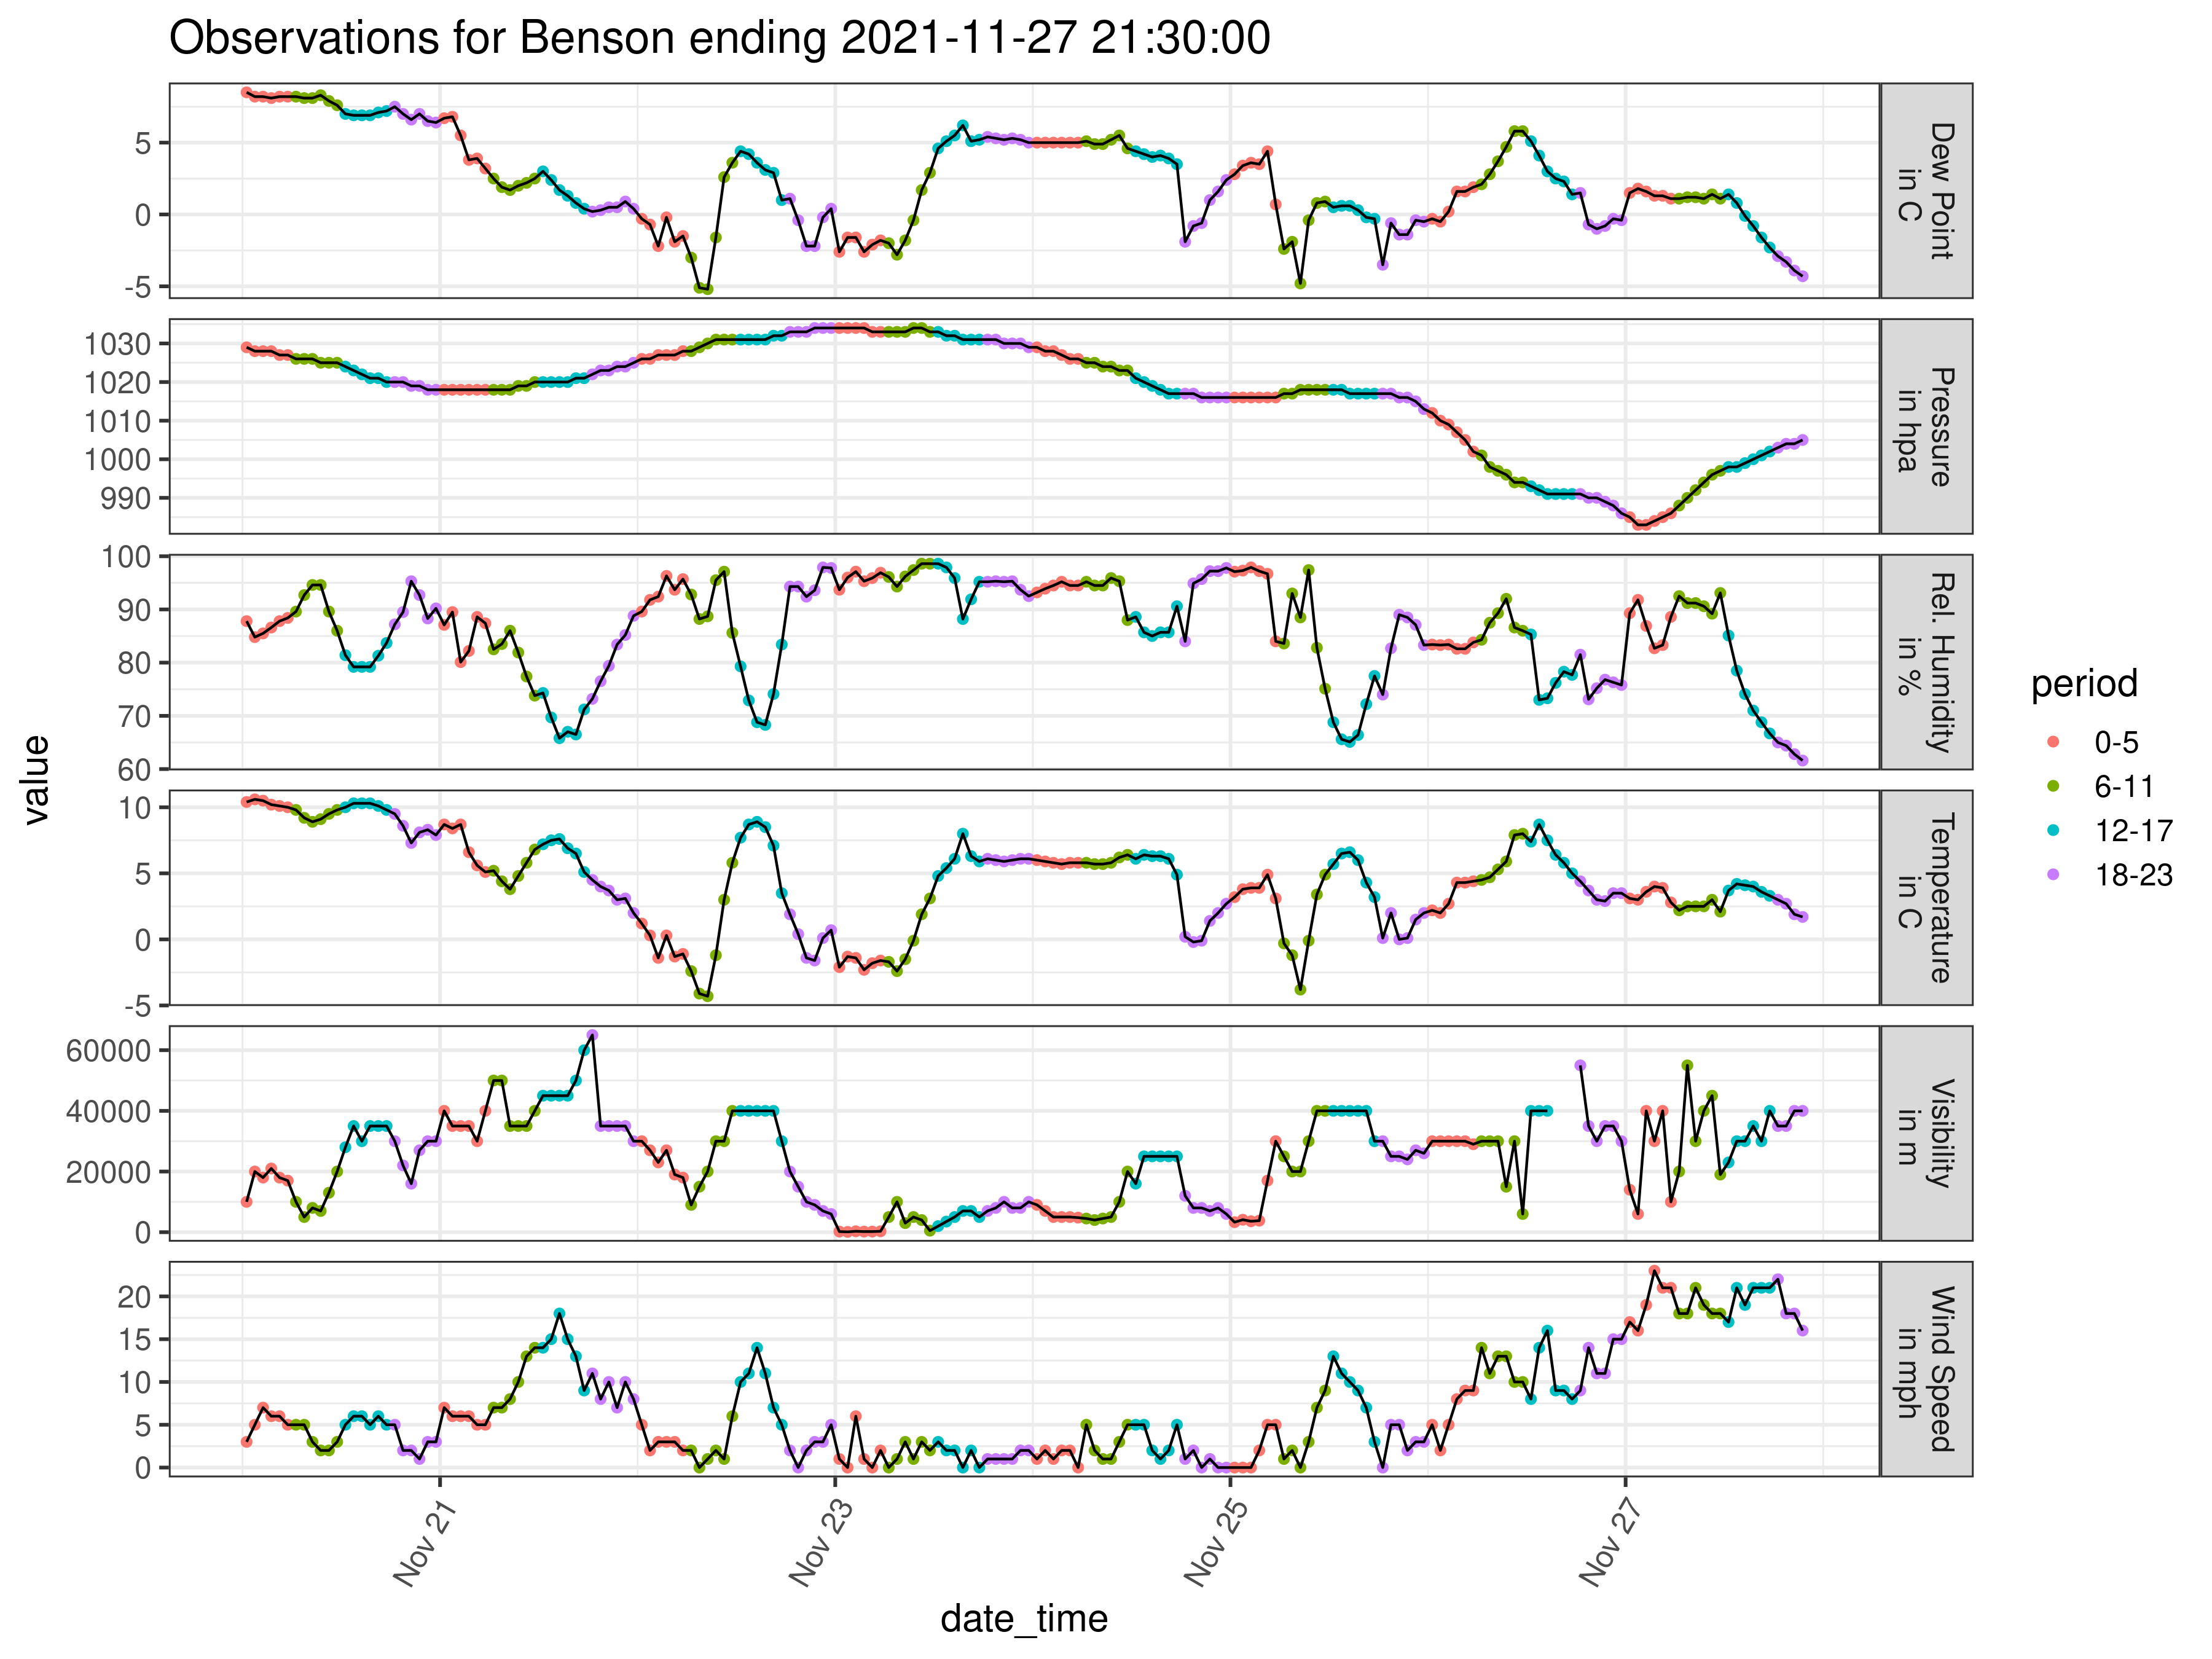 Observations for Benson ending 2021-11-27 21:30:00
value
5
0
-5
Dew Point
in C
1030
1020
1010
1000
990
Pressure
in hpa
100
90
80
70
60
Rel. Humidity
in %
10
5
0
-5
Temperature
in C
60000
40000
20000
0
Visibility
in m
20
15
10
5
0
Wind Speed
in mph
Nov 21
Nov 23
Nov 25
Nov 27
date_time
period
0-5
6-11
12-17
18-23